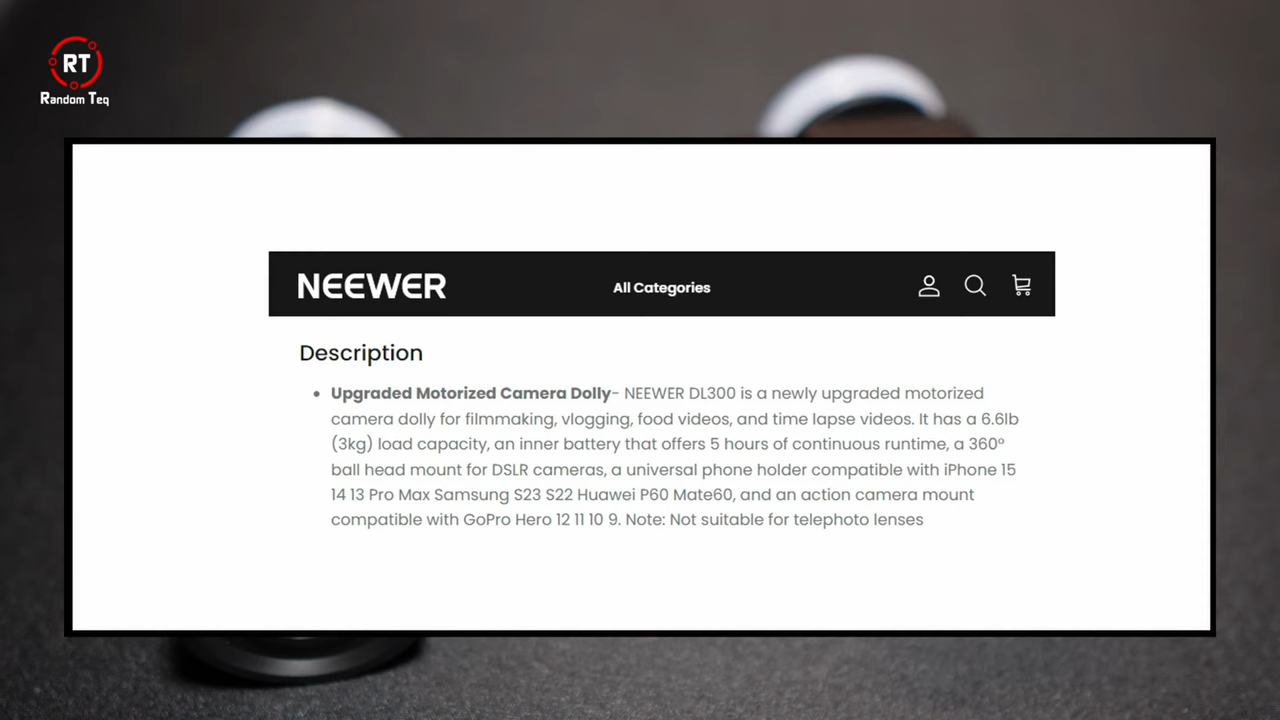 RT
Random Teq
NEEWER
All Categories
Description
• Upgraded Motorized Camera Dolly- NEEWER DL300 is a newly upgraded motorized
camera dolly for filmmaking, vlogging, food videos, and time lapse videos. It has a 6.6lb
(3kg) load capacity, an inner battery that offers 5 hours of continuous runtime, a 360°
ball head mount for DSLR cameras, a universal phone holder compatible with iPhone 15
14 13 Pro Max Samsung S23 S22 Huawei P60 Mate60, and an action camera mount
compatible with GoPro Hero 12 11 10 9. Note: Not suitable for telephoto lenses